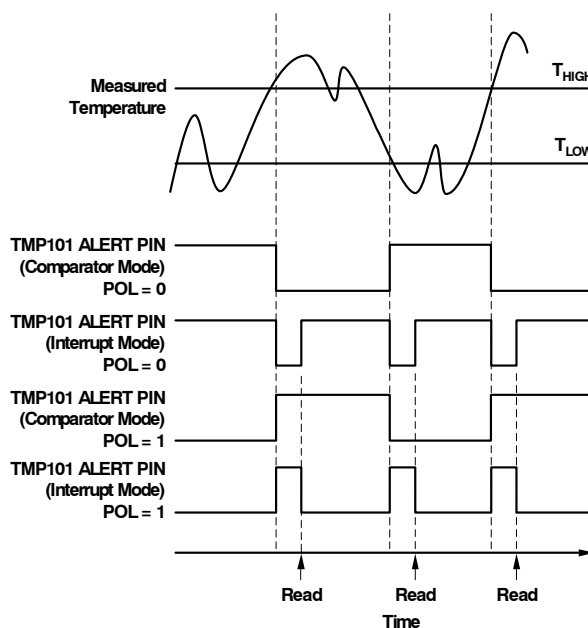 Measured
Temperature
THIGH
TLOW
TMP101 ALERT PIN
(Comparator Mode)
POL = 0
TMP101 ALERT PIN
(Interrupt Mode)
POL = 0
TMP101 ALERT PIN
(Comparator Mode)
POL = 1
TMP101 ALERT PIN
(Interrupt Mode)
POL = 1
Read Read Read
Time